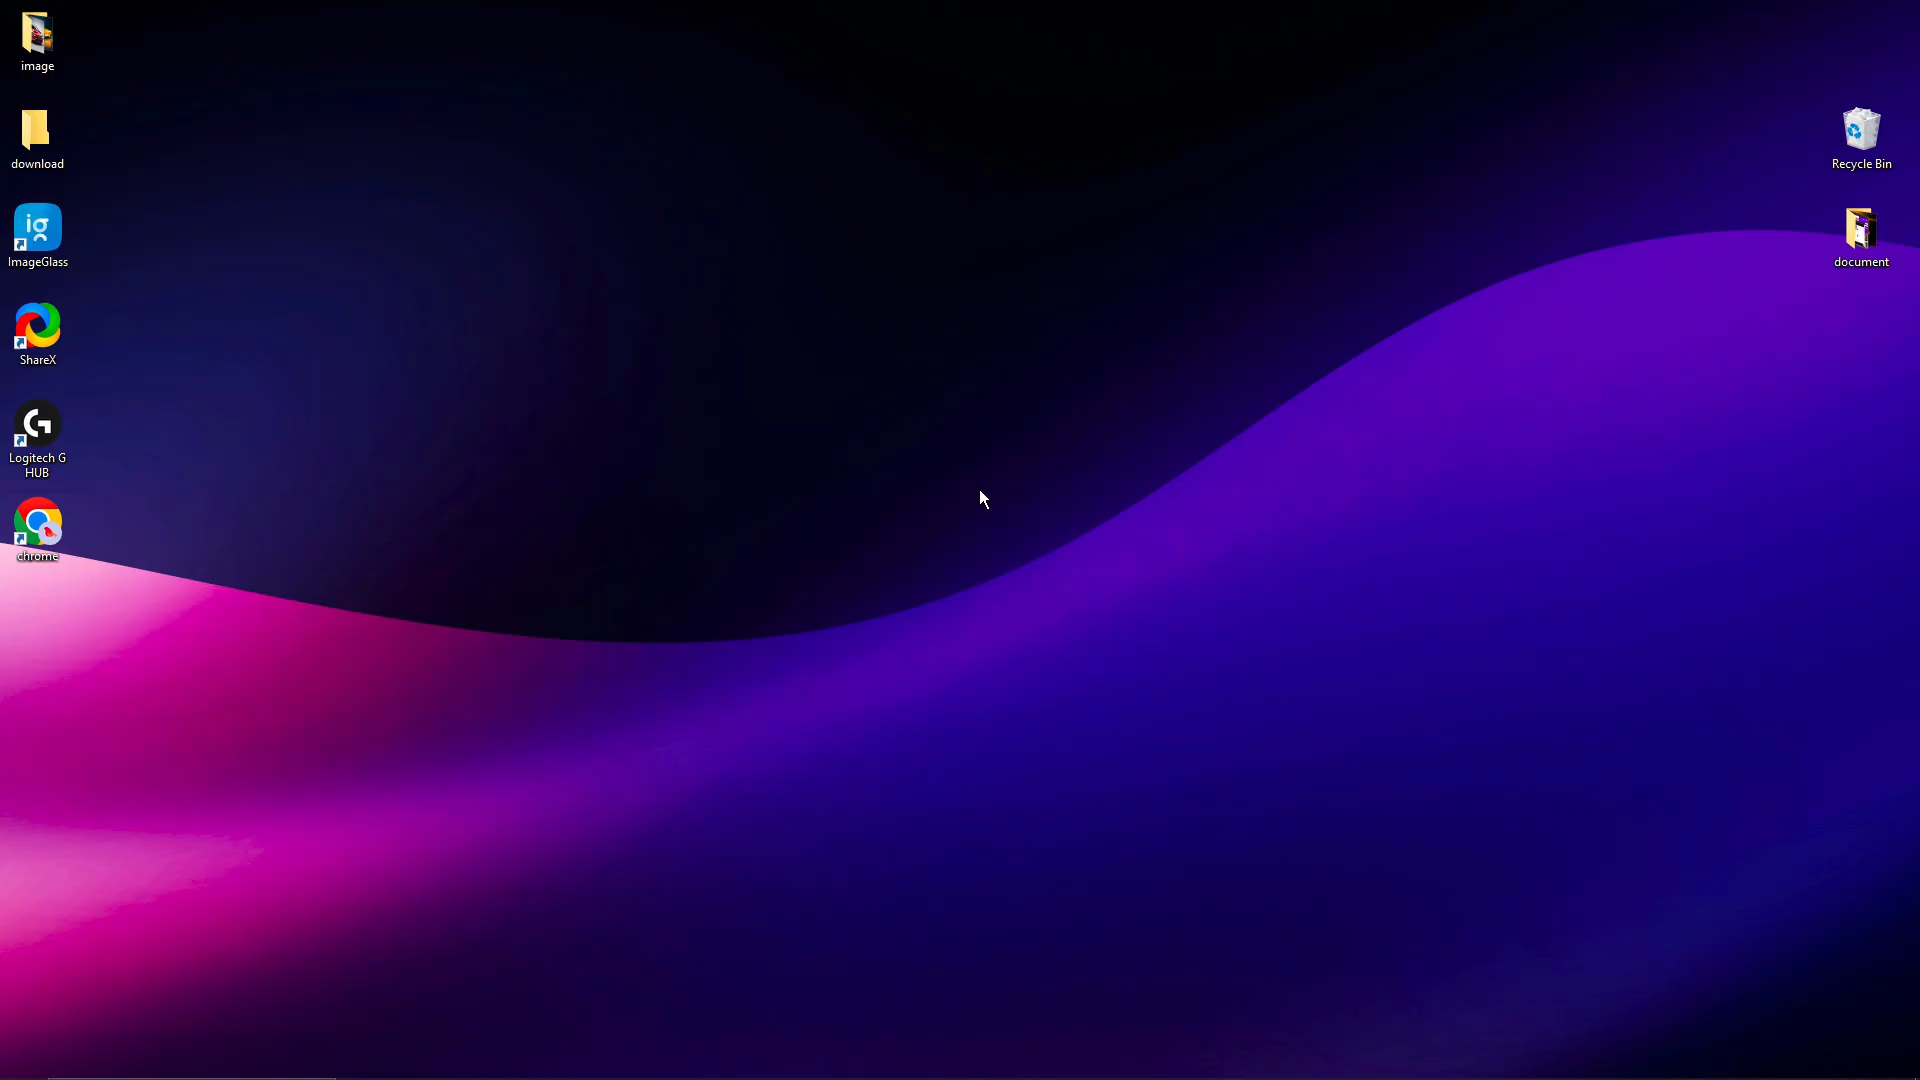 image
download
ImageGlass
ShareX
Logitech G
HUB
chrome
Recycle Bin
document